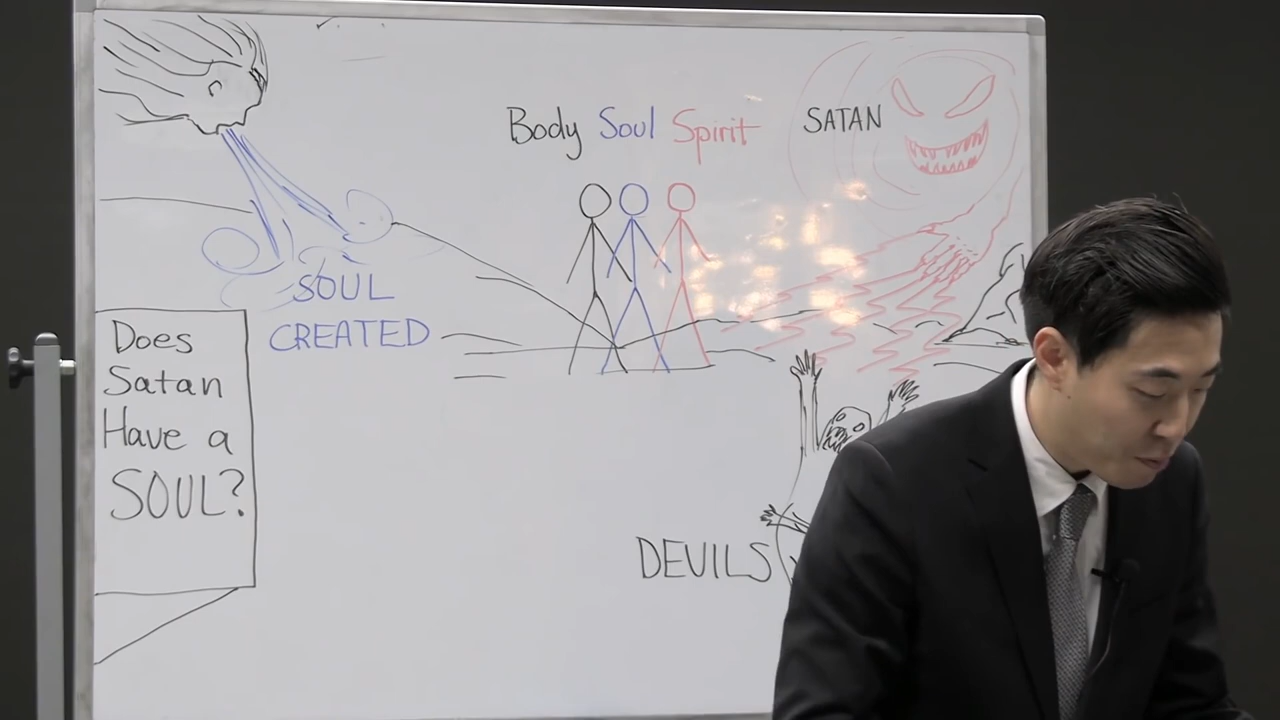 Body Soul Spirit
SATAN
SOUL
CREATED
Does
Satan
Have a
SOUL?
DEVILS